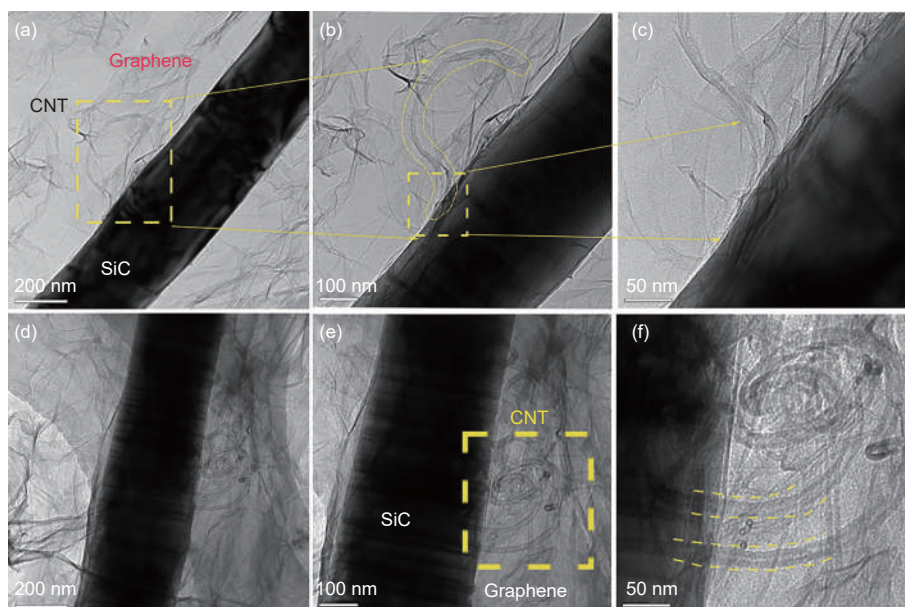 (a)
Graphene
CNT
SiC
200 nm
(b)
100 nm
(c)
50 nm
(d)
200 nm
(e)
CNT
SiC
Graphene
100 nm
(f)
50 nm